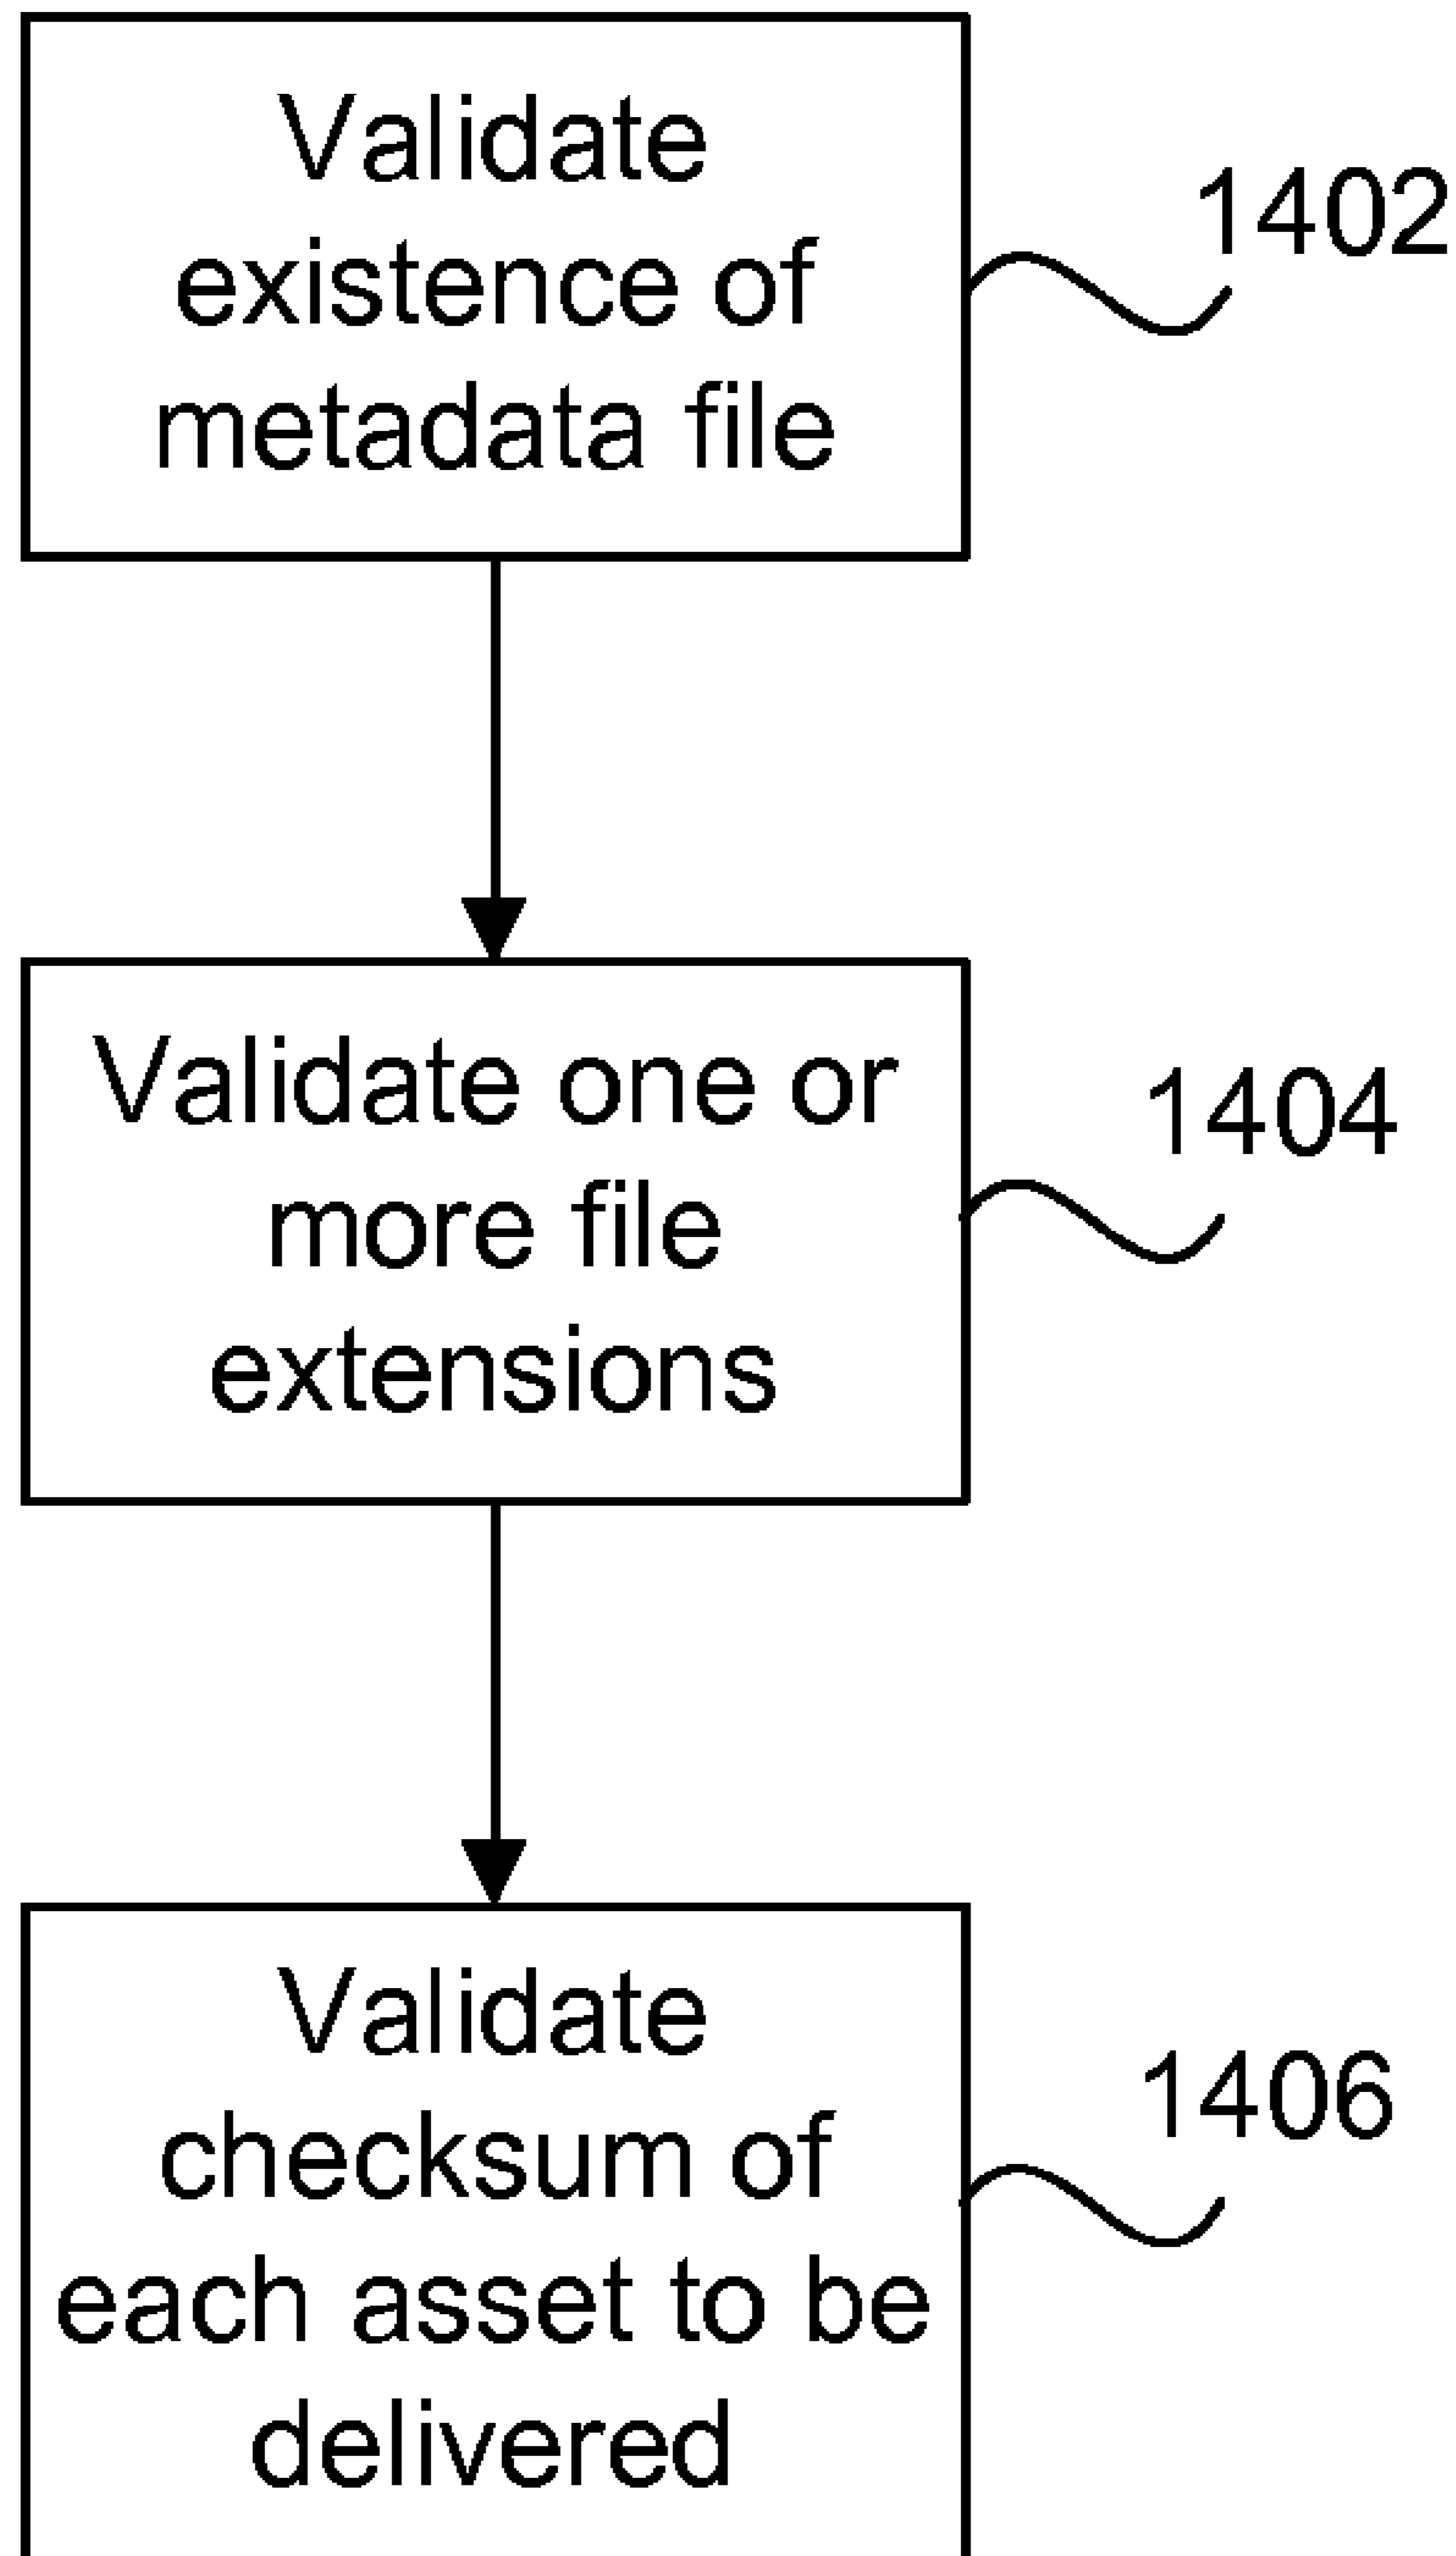 Validate
existence of
metadata file
1402
Validate one or
more file
extensions
1404
Validate
checksum of
each asset to be
delivered
1406